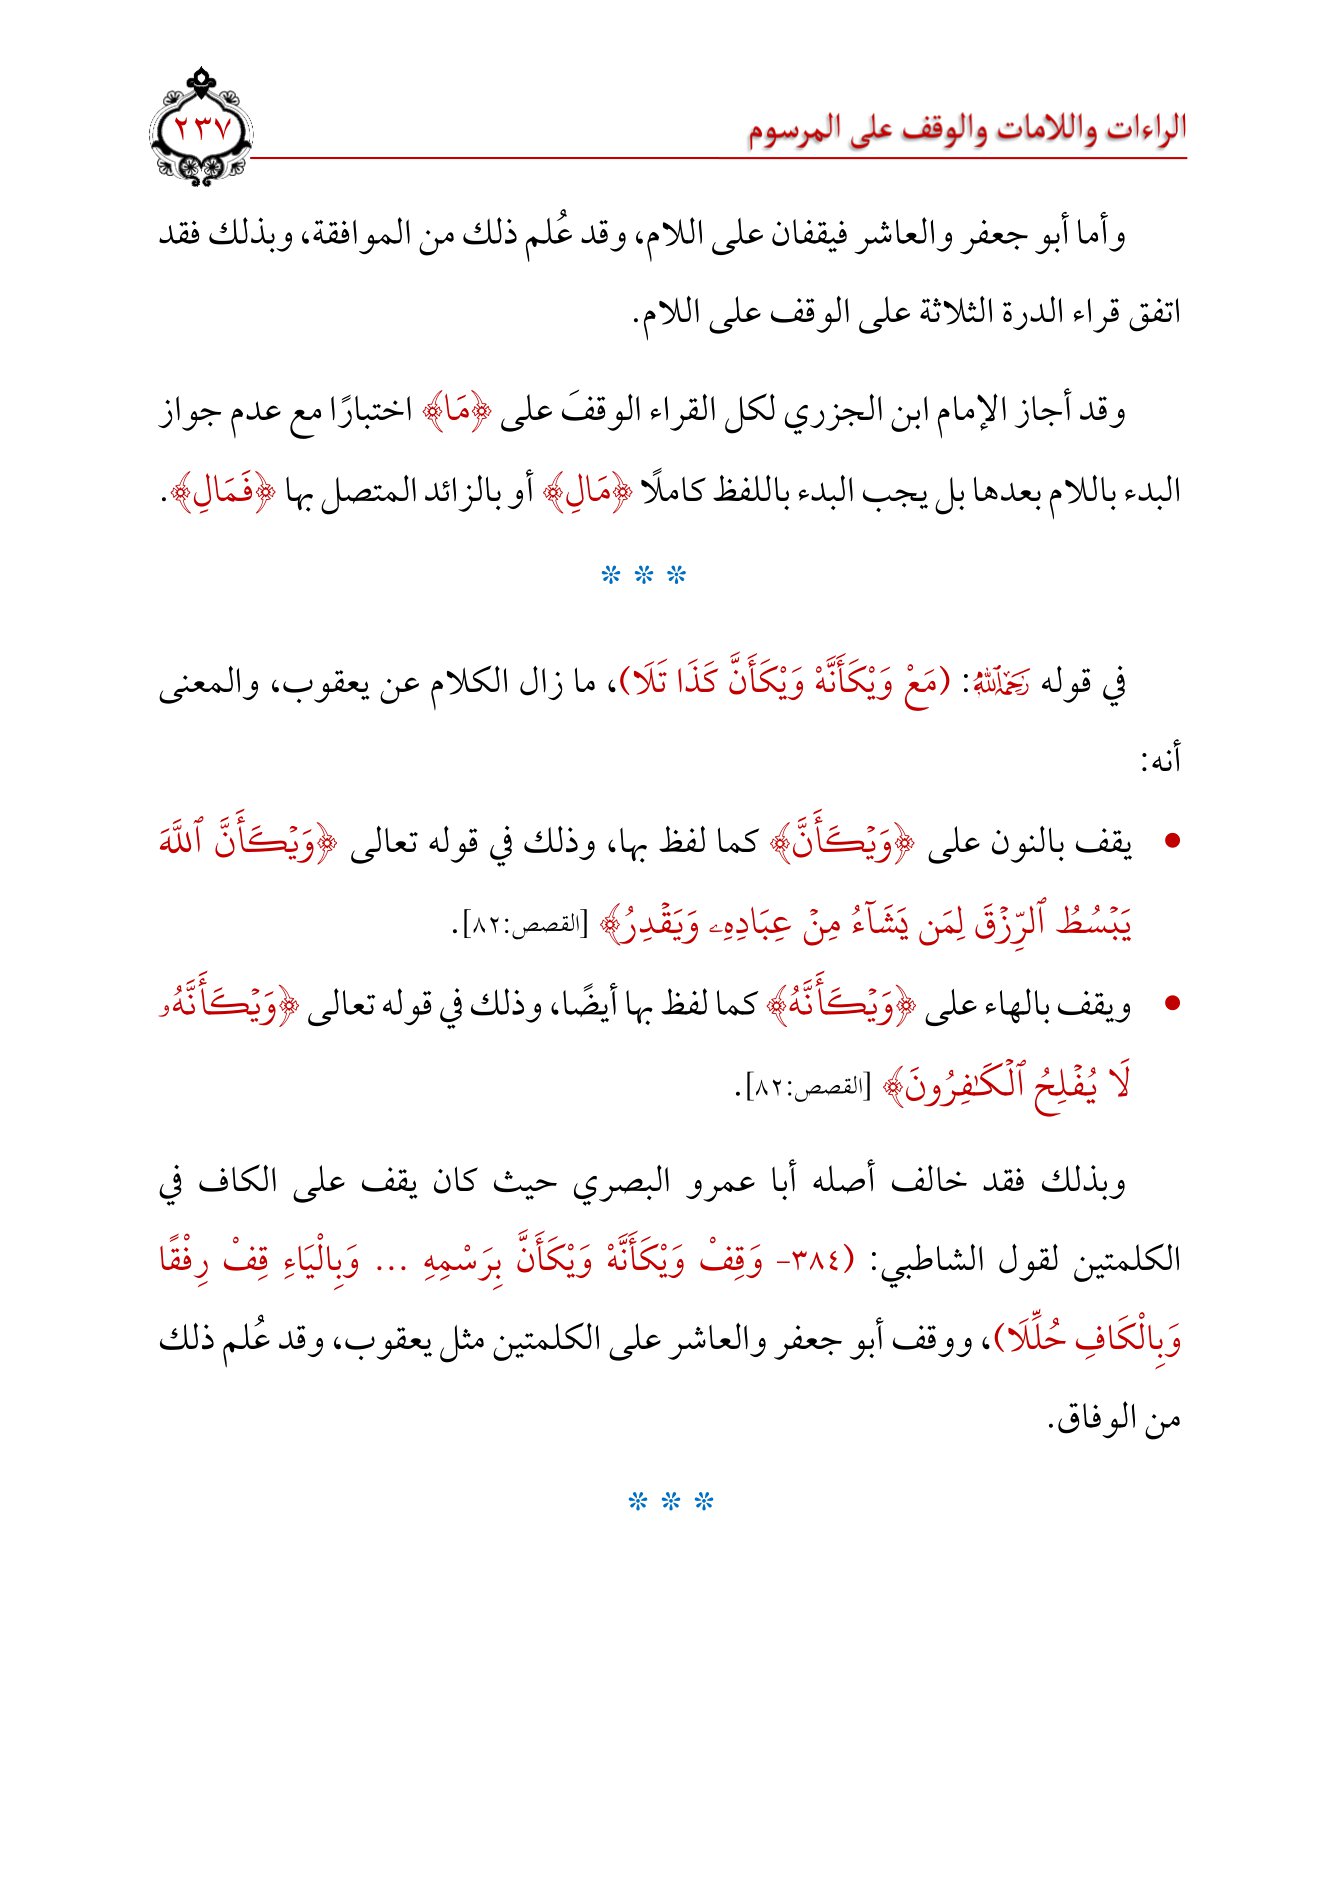 الراءات واللامات والوقف على المرسوم
٢٣٧
وأما أبو جعفر والعاشر فيقفان على اللام، وقد عُلم ذلك من الموافقة، وبذلك فقد
اتفق قراء الدرة الثلاثة على الوقف على اللام.
وقد أجاز الإمام ابن الجزري لكل القراء الوقفَ على ﴿مَا﴾ اختبارًا مع عدم جواز
البدء باللام بعدها بل يجب البدء باللفظ كاملًا ﴿مَالِ﴾ أو بالزائد المتصل بها ﴿فَمَالِ﴾.
❊ ❊ ❊
في قوله رَحِمَهُ ٱللَّهُ: (مَعْ وَيْكَأَنَّهْ وَيْكَأَنَّ كَذَا تَلَا)، ما زال الكلام عن يعقوب، والمعنى
أنه:
• يقف بالنون على ﴿وَيۡكَأَنَّ﴾ كما لفظ بها، وذلك في قوله تعالى ﴿وَيۡكَأَنَّ ٱللَّهَ
يَبۡسُطُ ٱلرِّزۡقَ لِمَن يَشَآءُ مِنۡ عِبَادِهِۦ وَيَقۡدِرُ﴾ [القصص:٨٢].
• ويقف بالهاء على ﴿وَيۡكَأَنَّهُ﴾ كما لفظ بها أيضًا، وذلك في قوله تعالى ﴿وَيۡكَأَنَّهُۥ
لَا يُفۡلِحُ ٱلۡكَٰفِرُونَ﴾ [القصص:٨٢].
وبذلك فقد خالف أصله أبا عمرو البصري حيث كان يقف على الكاف في
الكلمتين لقول الشاطبي: (٣٨٤- وَقِفْ وَيْكَأَنَّهْ وَيْكَأَنَّ بِرَسْمِهِ ... وَبِالْيَاءِ قِفْ رِفْقًا
وَبِالْكَافِ حُلِّلَا)، ووقف أبو جعفر والعاشر على الكلمتين مثل يعقوب، وقد عُلم ذلك
من الوفاق.
❊ ❊ ❊